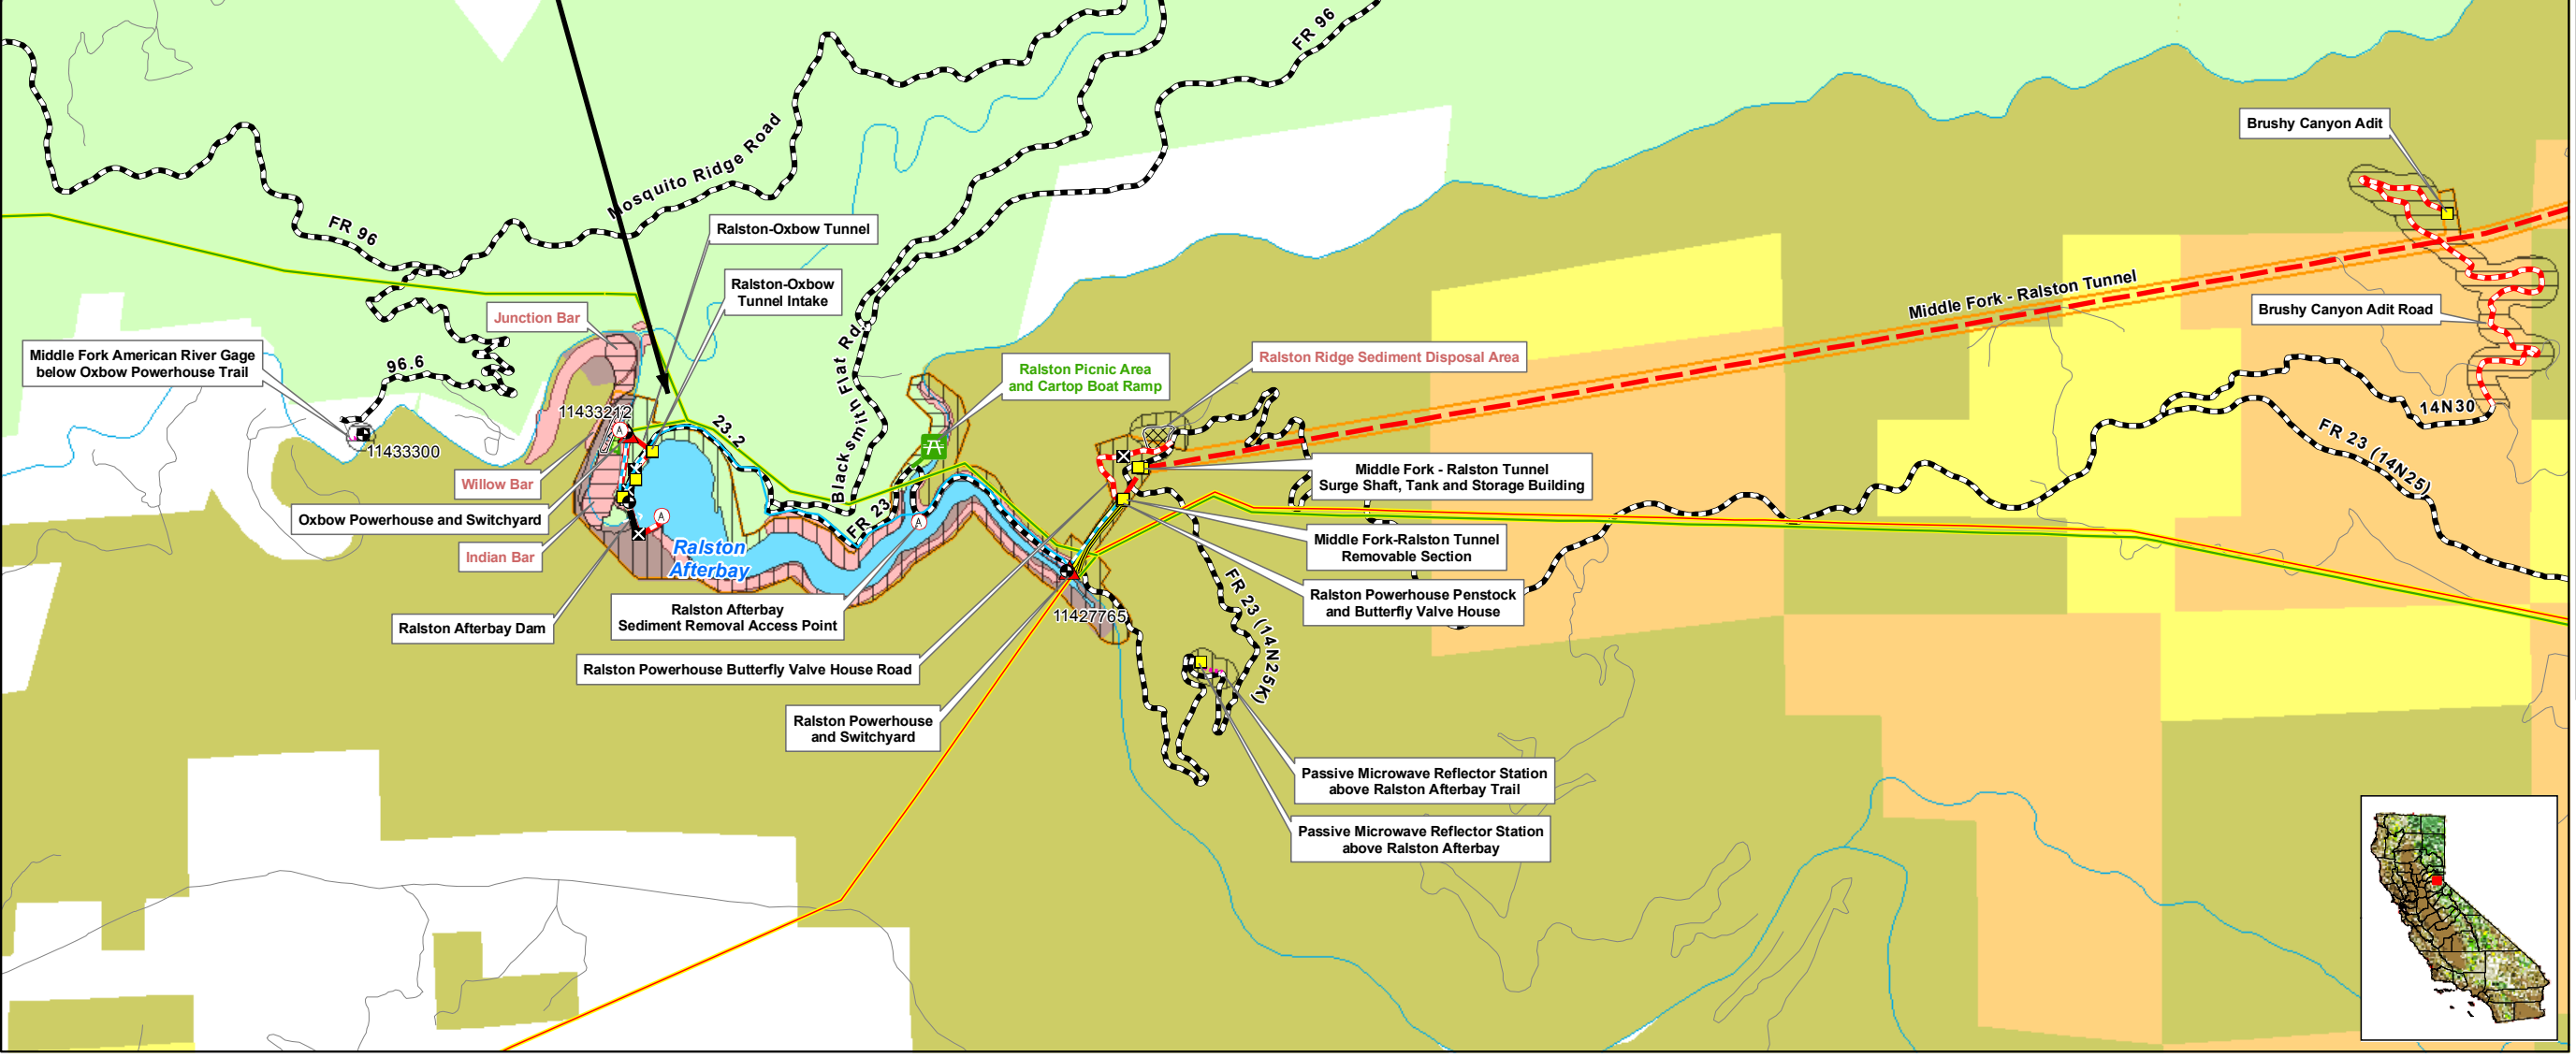 FR 96
Brushy Canyon Adit
Mosquito Ridge Road
FR 96
Ralston-Oxbow Tunnel
Ralston-Oxbow
Tunnel Intake
Middle Fork - Ralston Tunnel
Brushy Canyon Adit Road
Junction Bar
Middle Fork American River Gage
below Oxbow Powerhouse Trail
96.6
Blacksmith Flat Rd.
Ralston Picnic Area
and Cartop Boat Ramp
Ralston Ridge Sediment Disposal Area
14N30
11433212
A
23.2
11433300
FR 23 (14N25)
Willow Bar
Middle Fork - Ralston Tunnel
Surge Shaft, Tank and Storage Building
Oxbow Powerhouse and Switchyard
A
A
FR 23
Indian Bar
Ralston
Afterbay
Middle Fork-Ralston Tunnel
Removable Section
Ralston Powerhouse Penstock
and Butterfly Valve House
FR 23 (14N25K)
Ralston Afterbay
Sediment Removal Access Point
11427765
Ralston Afterbay Dam
Ralston Powerhouse Butterfly Valve House Road
Ralston Powerhouse
and Switchyard
Passive Microwave Reflector Station
above Ralston Afterbay Trail
Passive Microwave Reflector Station
above Ralston Afterbay